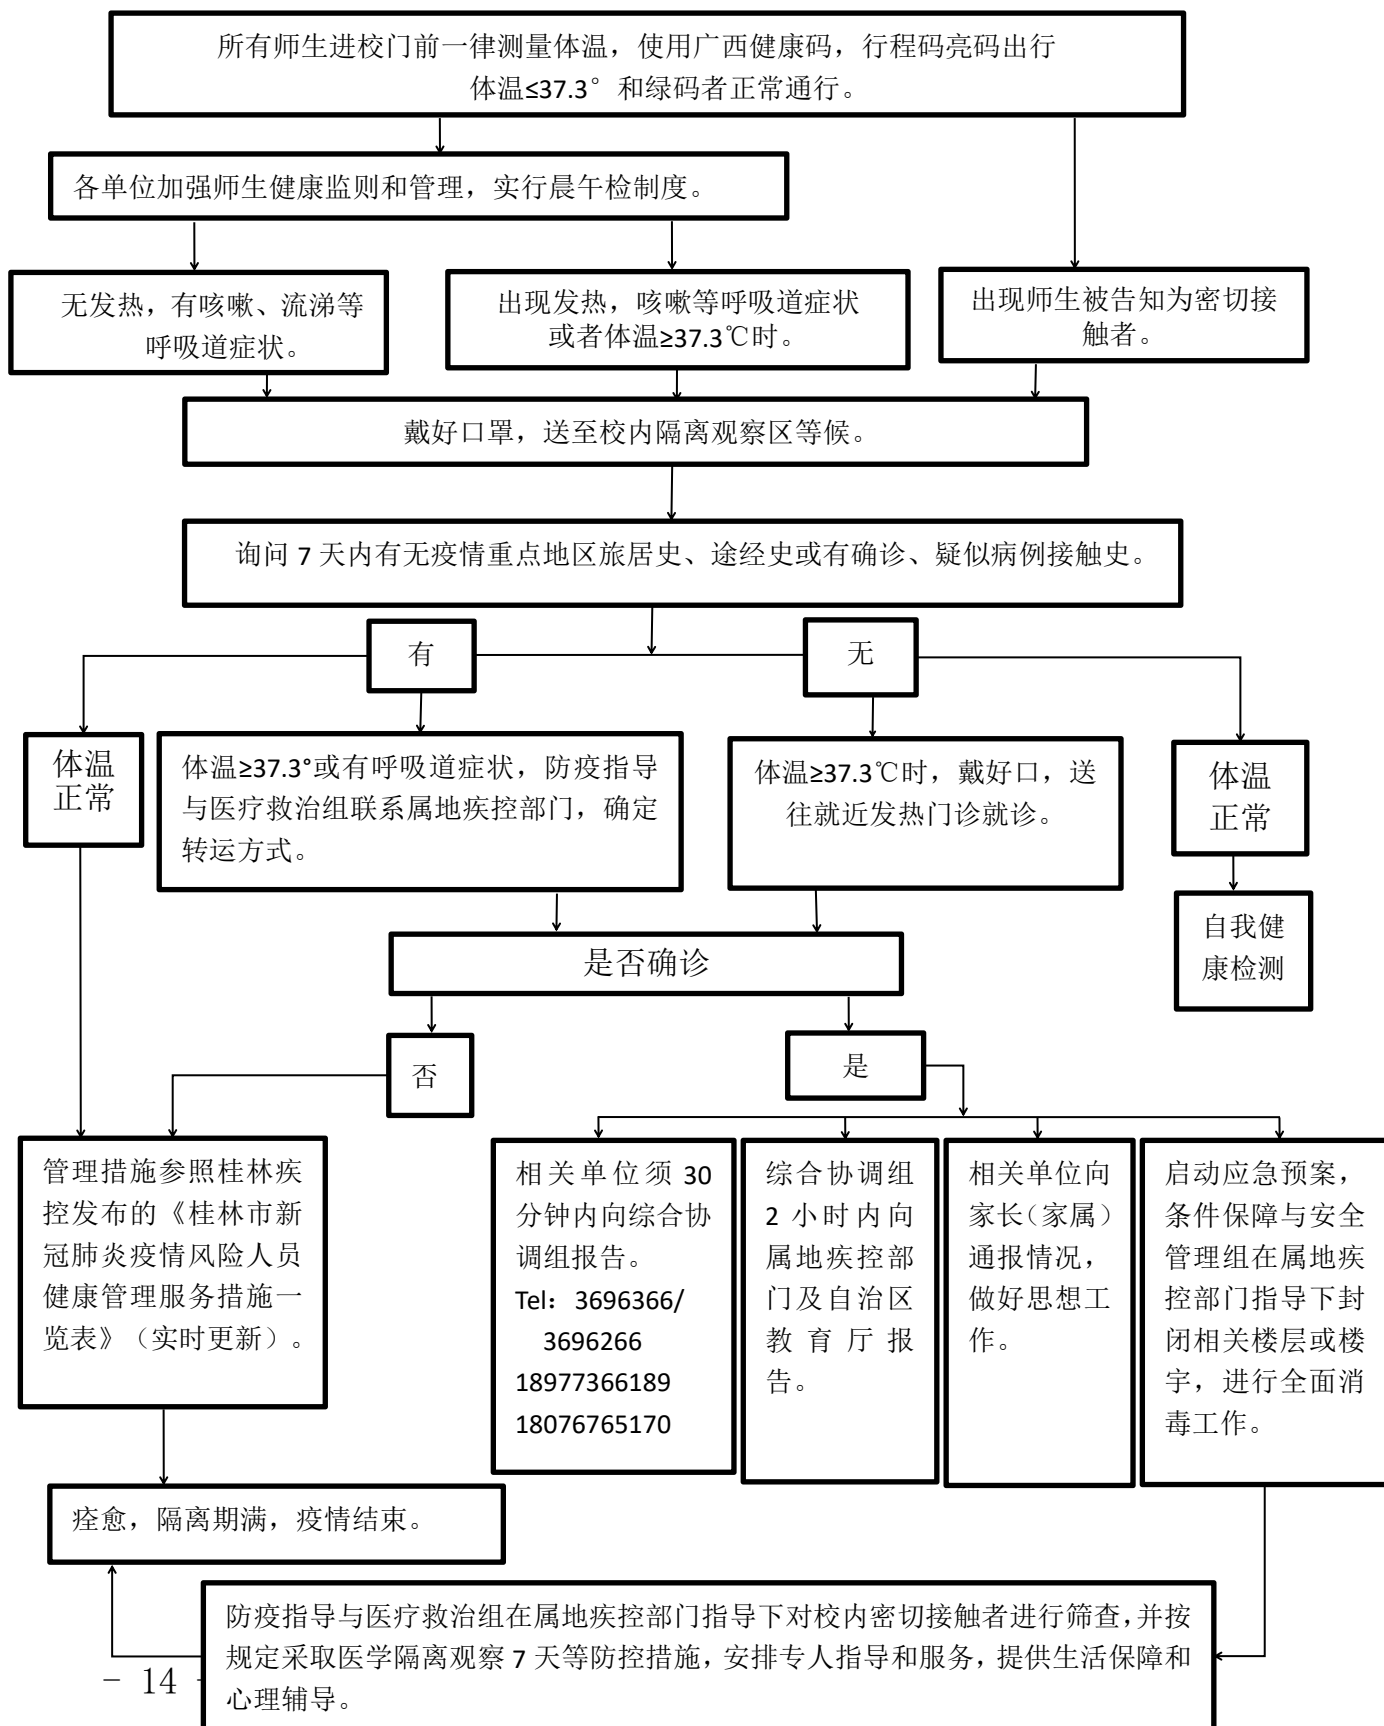 所有师生进校门前一律测量体温，使用广西健康码，行程码亮码出行
体温≤37.3°和绿码者正常通行。
各单位加强师生健康监则和管理，实行晨午检制度。
无发热，有咳嗽、流涕等
呼吸道症状。
出现发热，咳嗽等呼吸道症状
或者体温≥37.3℃时。
出现师生被告知为密切接
触者。
戴好口罩，送至校内隔离观察区等候。
询问 7 天内有无疫情重点地区旅居史、途经史或有确诊、疑似病例接触史。
有
无
体温
正常
体温≥37.3°或有呼吸道症状，防疫指导
与医疗救治组联系属地疾控部门，确定
转运方式。
体温≥37.3℃时，戴好口，送
往就近发热门诊就诊。
体温
正常
自我健
康检测
是否确诊
否
是
管理措施参照桂林疾
控发布的《桂林市新
冠肺炎疫情风险人员
健康管理服务措施一
览表》（实时更新）。
相关单位须 30
分钟内向综合协
调组报告。
Tel：3696366/
3696266
18977366189
18076765170
综合协调组
2 小时内向
属地疾控部
门及自治区
教育厅报
告。
相关单位向
家长（家属）
通报情况，
做好思想工
作。
启动应急预案，
条件保障与安全
管理组在属地疾
控部门指导下封
闭相关楼层或楼
宇，进行全面消
毒工作。
痊愈，隔离期满，疫情结束。
防疫指导与医疗救治组在属地疾控部门指导下对校内密切接触者进行筛查，并按
规定采取医学隔离观察 7 天等防控措施，安排专人指导和服务，提供生活保障和
心理辅导。
- 14 -